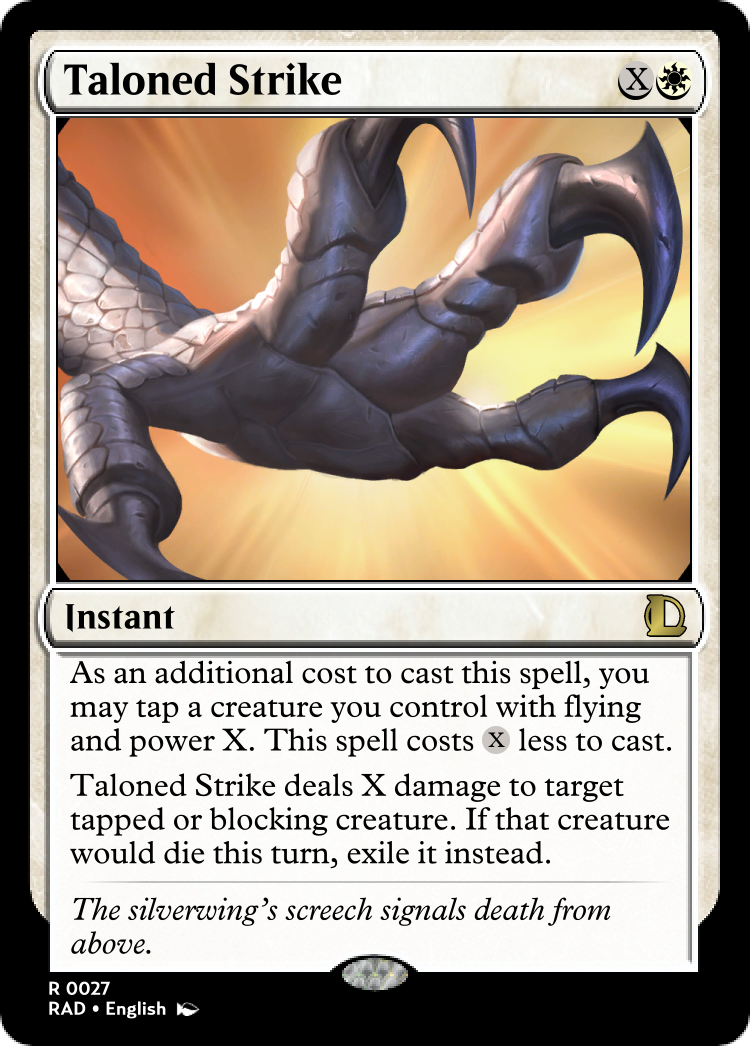 Taloned Strike X
Instant
As an additional cost to cast this spell, you
may tap a creature you control with flying
and power X. This spell costs X less to cast.
Taloned Strike deals X damage to target
tapped or blocking creature. If that creature
would die this turn, exile it instead.
The silverwing's screech signals death from
above.
R 0027
RAD • English